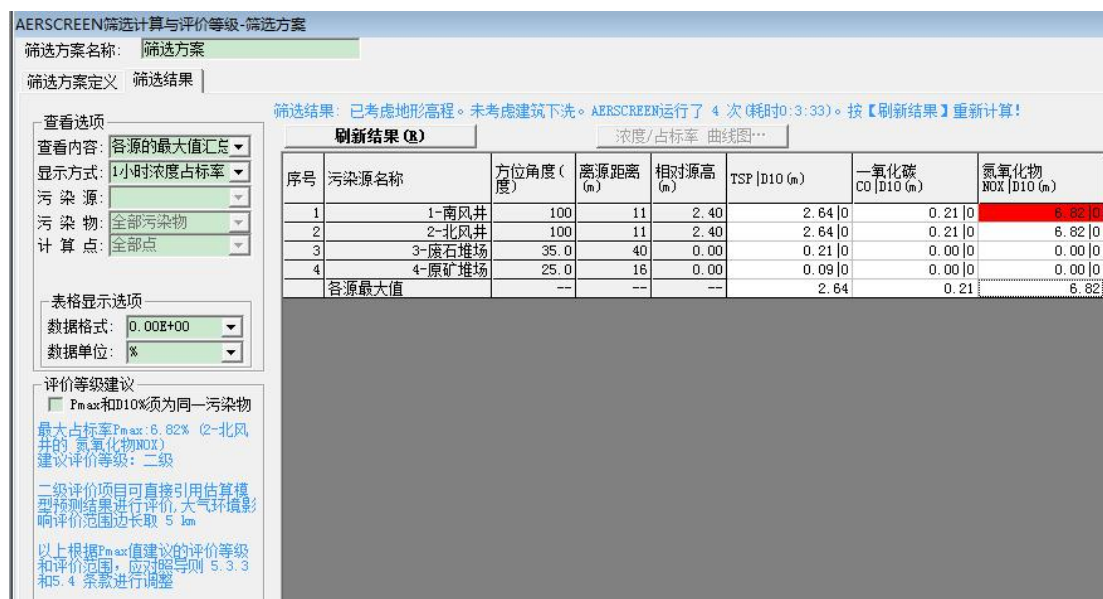 AERSCREEN筛选计算与评价等级-筛选方案
筛选方案名称: 筛选方案
筛选方案定义 筛选结果
筛选结果: 已考虑地形高程。未考虑建筑下洗。AERSCREEN运行了 4 次(耗时0:3:33)。按【刷新结果】重新计算!
查看选项
查看内容: 各源的最大值汇总
显示方式: 1小时浓度占标率
污 染 源:
污 染 物: 全部污染物
计 算 点: 全部点
表格显示选项
数据格式: 0.00E+00
数据单位: %
评价等级建议
Pmax和D10%须为同一污染物
最大占标率Pmax:6.82% (2-北风
井的 氮氧化物NOX)
建议评价等级: 二级
二级评价项目可直接引用估算模
型预测结果进行评价,大气环境影
响评价范围边长取 5 km
以上根据Pmax值建议的评价等级
和评价范围,应对照导则 5.3.3
和5.4 条款进行调整
刷新结果(R) 浓度/占标率 曲线图…
序号 污染源名称 方位角度(度) 离源距离(m) 相对源高(m) TSP|D10(m) 一氧化碳CO|D10(m) 氮氧化物NOX|D10(m)
1 1-南风井 100 11 2.40 2.64|0 0.21|0 6.82|0
2 2-北风井 100 11 2.40 2.64|0 0.21|0 6.82|0
3 3-废石堆场 35.0 40 0.00 0.21|0 0.00|0 0.00|0
4 4-原矿堆场 25.0 16 0.00 0.09|0 0.00|0 0.00|0
各源最大值 -- -- -- 2.64 0.21 6.82